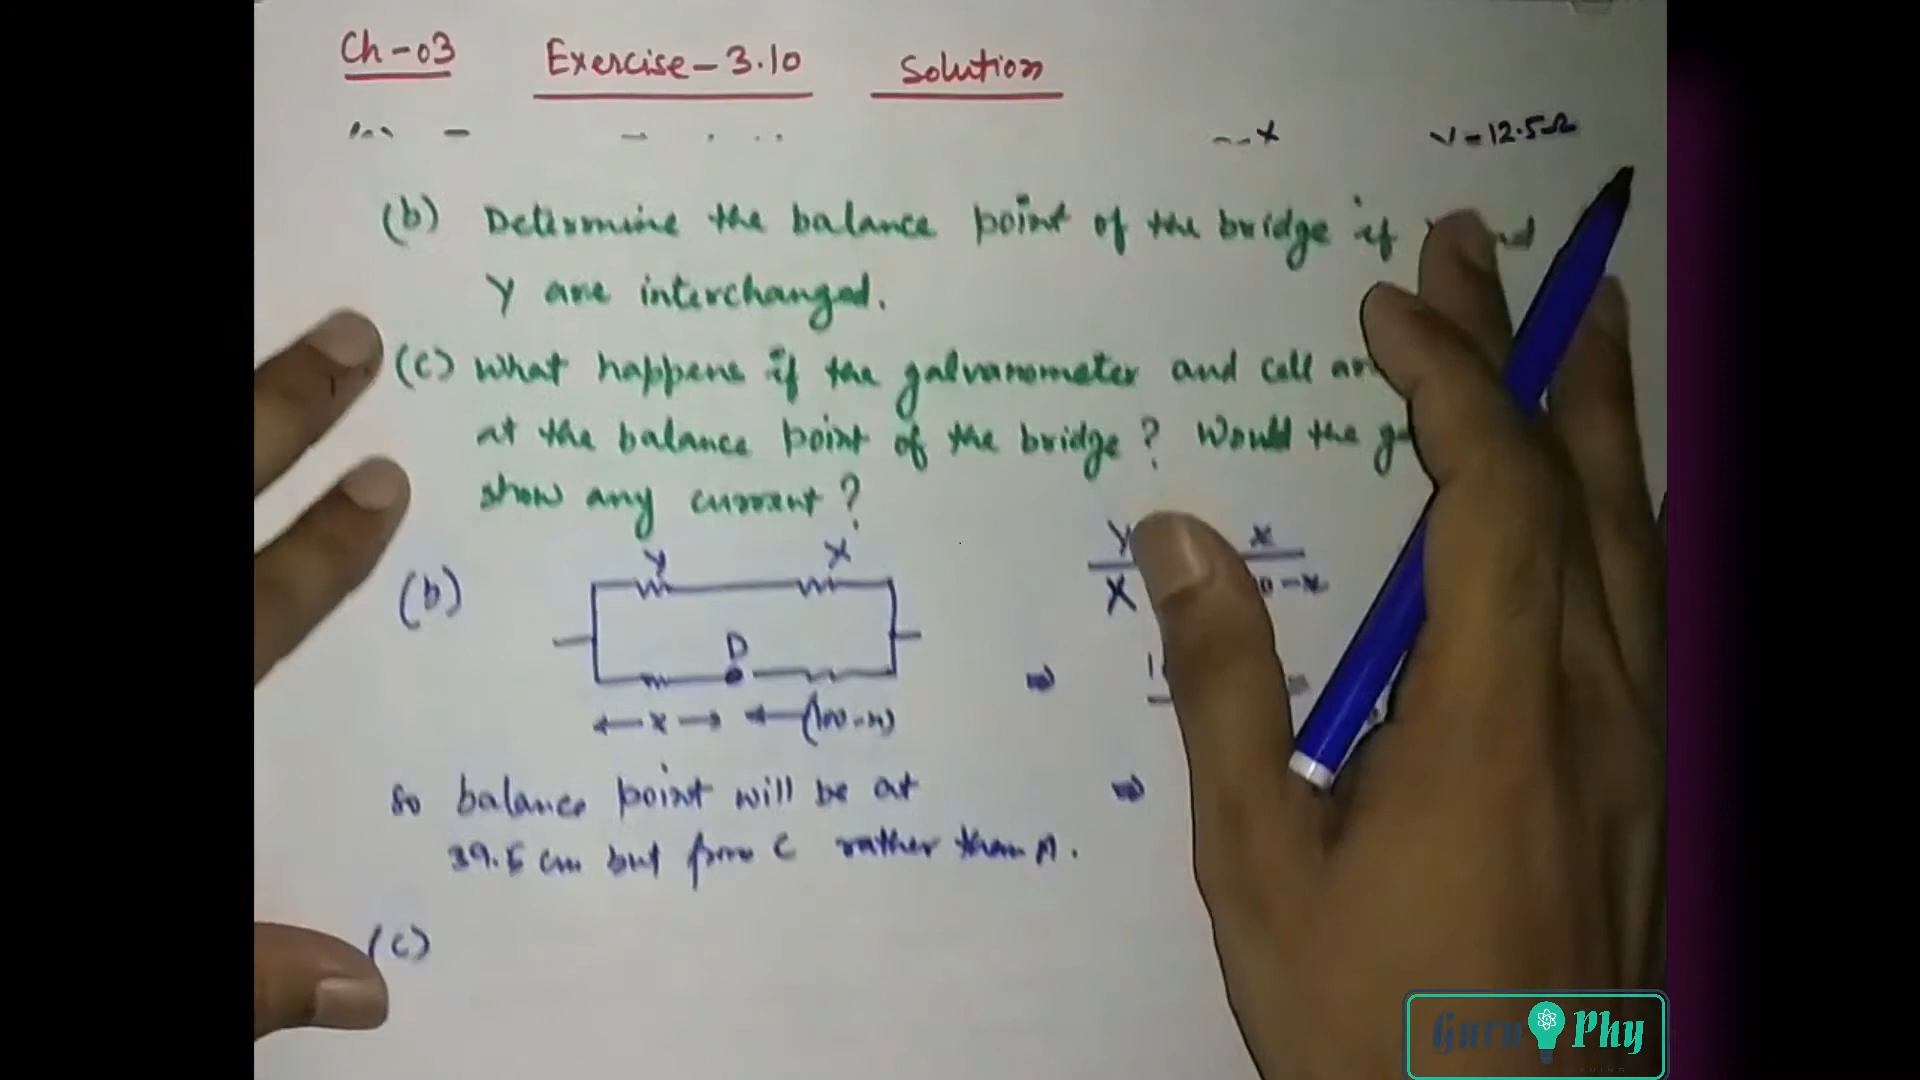 Ch-03 Exercise-3.10 Solution
= 12.5Ω
(b) Determine the balance point of the bridge if
Y are interchanged.
(c) What happens if the galvanometer and cell
at the balance point of the bridge? Would the
show any current?
(b)
Y X
D
x (100-x)
Y x
X
⇒
⇒
So balance point will be at
39.5 cm but from C rather than A.
(c)
Guru Phy